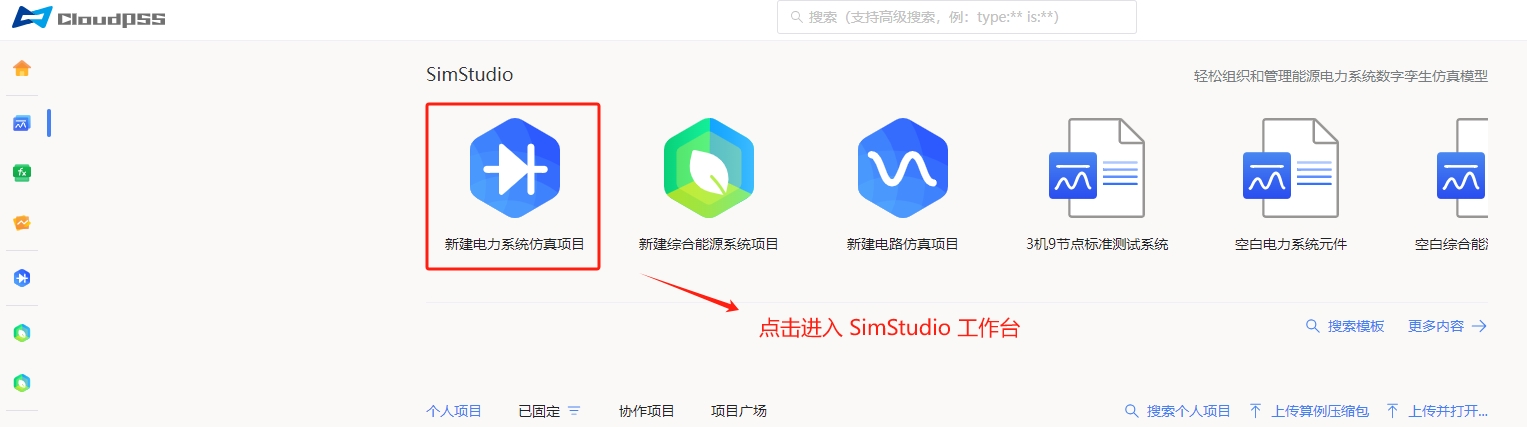 CloudPSS
搜索（支持高级搜索，例：type:** is:**）
SimStudio
轻松组织和管理能源电力系统数字孪生仿真模型
新建电力系统仿真项目
新建综合能源系统项目
新建电路仿真项目
3机9节点标准测试系统
空白电力系统元件
空白综合能
点击进入 SimStudio 工作台
搜索模板
更多内容
个人项目
已固定
协作项目
项目广场
搜索个人项目
上传算例压缩包
上传并打开...
fx